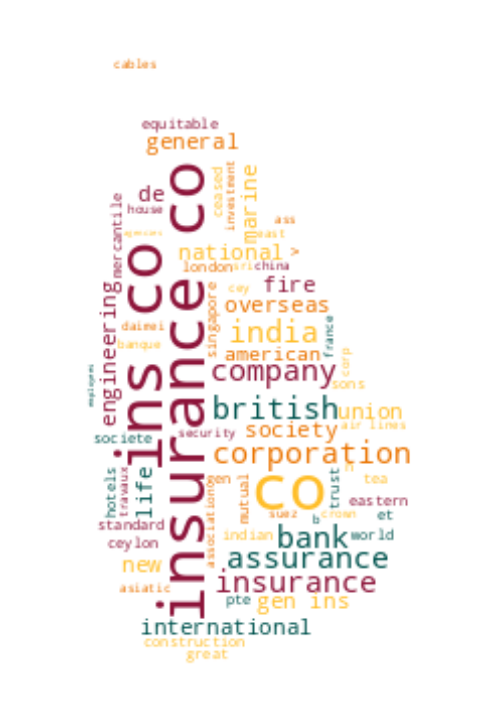 cables
equitable
general
de
house
agencies
mercantile
ins co
insurance co
ceased
investment
marine
ass
east
national >
london
sri
china
cey
fire
singapore
overseas
engineering
daimei
banque
india
france
american
corp
company
sons
british
union
air lines
societe
security
society
corporation
hotels
travaux
life
associations
en
mutual
co
trust
tea
eastern
et
suez
crown
b
standard
ceylon
indian
bank
world
new
assurance
asiatic
insurance
pte
gen ins
international
construction
great